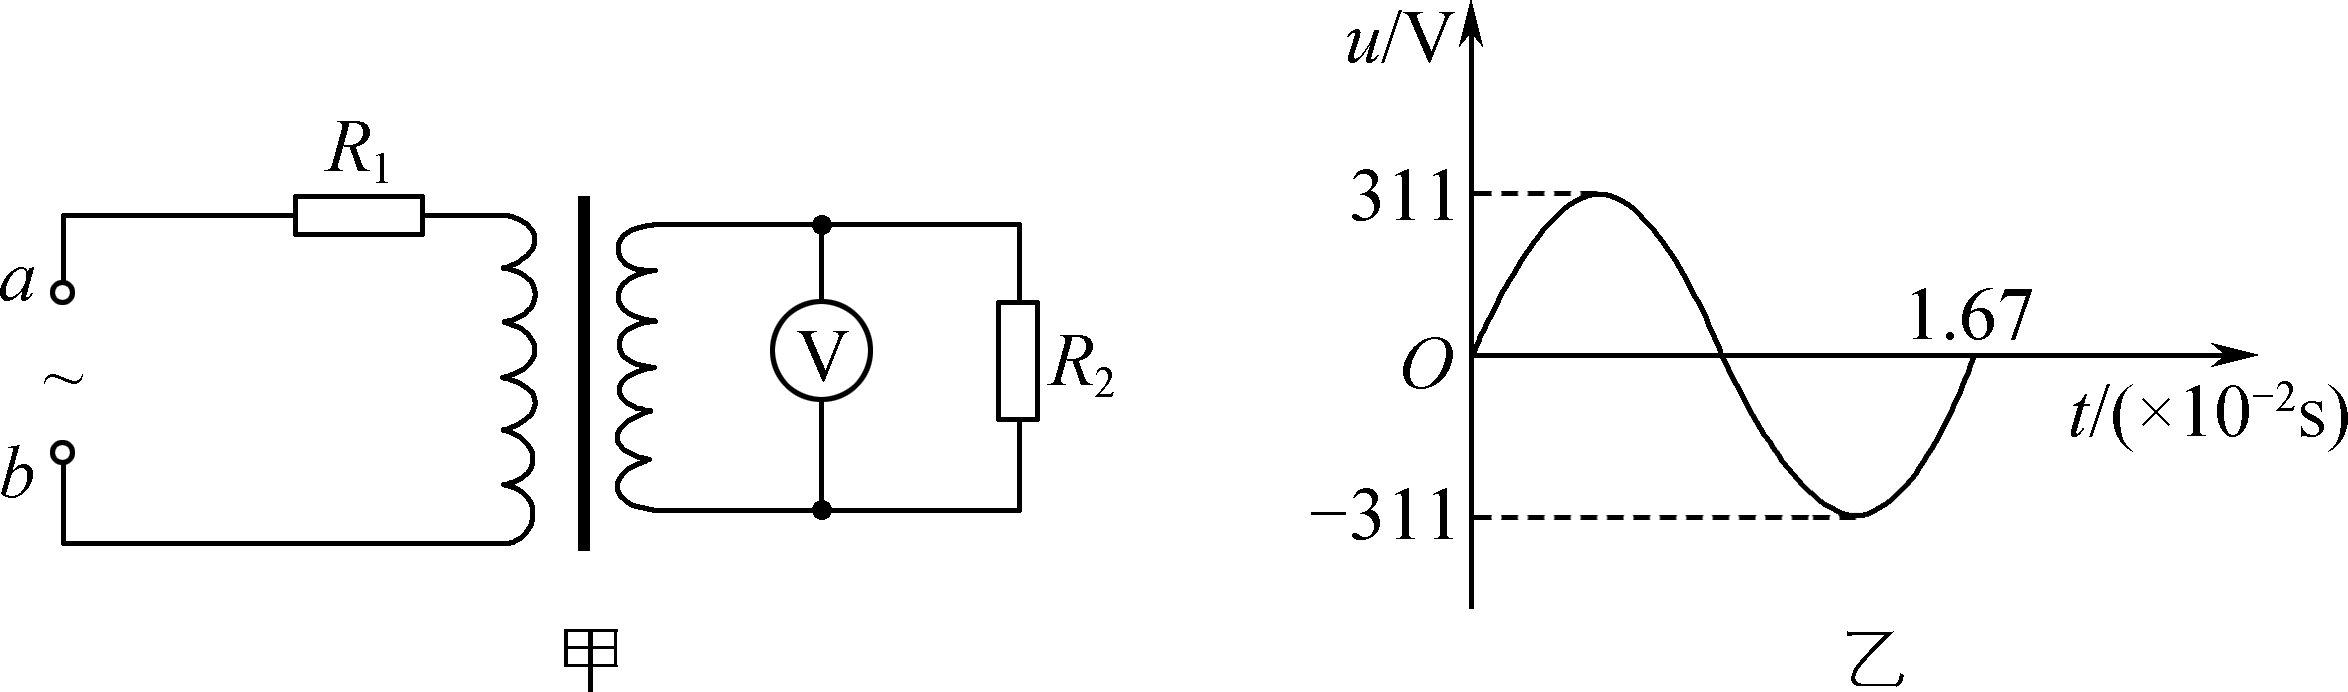 R₁
a
~
b
V
R₂
甲
u/V
311
O
1.67
t/(×10⁻²s)
−311
乙